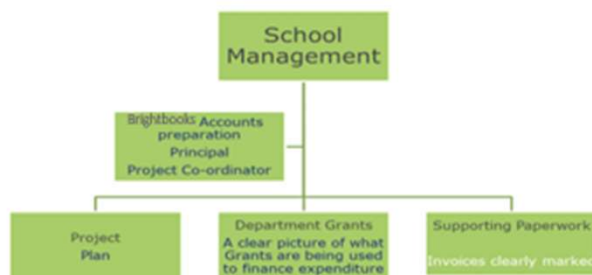 School
Management
Brightbooks Accounts
preparation
Principal
Project Co-ordinator
Project
Plan
Department Grants
A clear picture of what
Grants are being used
to finance expenditure
Supporting Paperwork
Invoices clearly marked